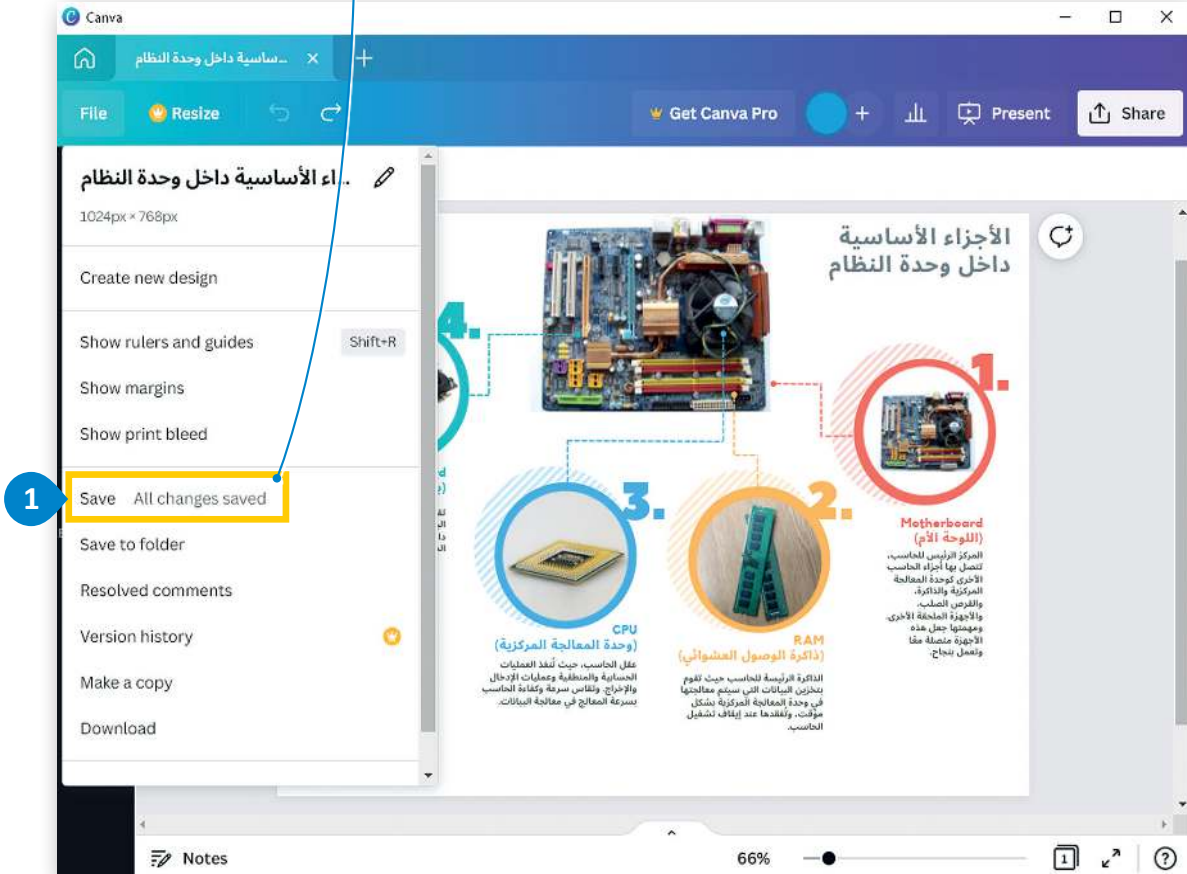 Canva
ـساسية داخل وحدة النظام
File
Resize
Get Canva Pro
Present
Share
...اء الأساسية داخل وحدة النظام
1024px × 768px
Create new design
Show rulers and guides Shift+R
Show margins
Show print bleed
1
Save All changes saved
Save to folder
Resolved comments
Version history
Make a copy
Download
الأجزاء الأساسية
داخل وحدة النظام
1.
Motherboard
(اللوحة الأم)
المركز الرئيس للحاسب،
تتصل بها أجزاء الحاسب
الأخرى كوحدة المعالجة
المركزية والذاكرة،
والقرص الصلب،
والأجهزة الملحقة الأخرى.
ومهمتها جعل هذه
الأجهزة متصلة معًا
وتعمل بنجاح.
2.
RAM
(ذاكرة الوصول العشوائي)
الذاكرة الرئيسة للحاسب حيث تقوم
بتخزين البيانات التي سيتم معالجتها
في وحدة المعالجة المركزية بشكل
مؤقت، وتُفقدها عند إيقاف تشغيل
الحاسب.
3.
CPU
(وحدة المعالجة المركزية)
عقل الحاسب، حيث تُنفذ العمليات
الحسابية والمنطقية وعمليات الإدخال
والإخراج. وتقاس سرعة وكفاءة الحاسب
بسرعة المعالج في معالجة البيانات.
4.
Notes
66%
1